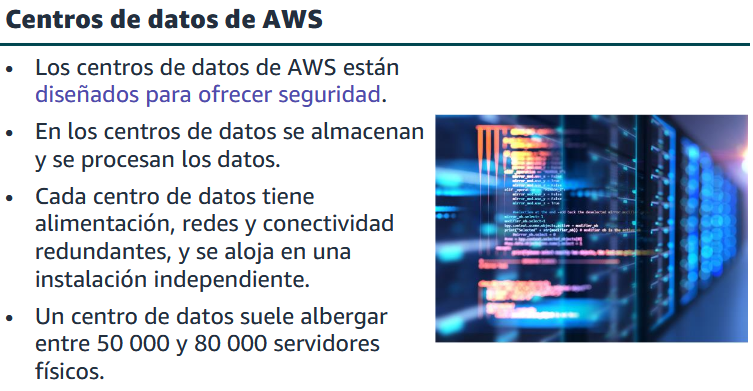 Centros de datos de AWS
• Los centros de datos de AWS están
diseñados para ofrecer seguridad.
• En los centros de datos se almacenan
y se procesan los datos.
• Cada centro de datos tiene
alimentación, redes y conectividad
redundantes, y se aloja en una
instalación independiente.
• Un centro de datos suele albergar
entre 50 000 y 80 000 servidores
físicos.